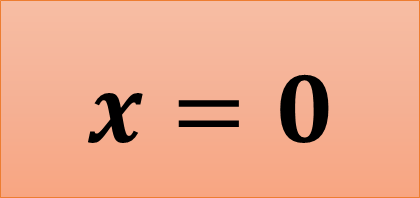 x = 0